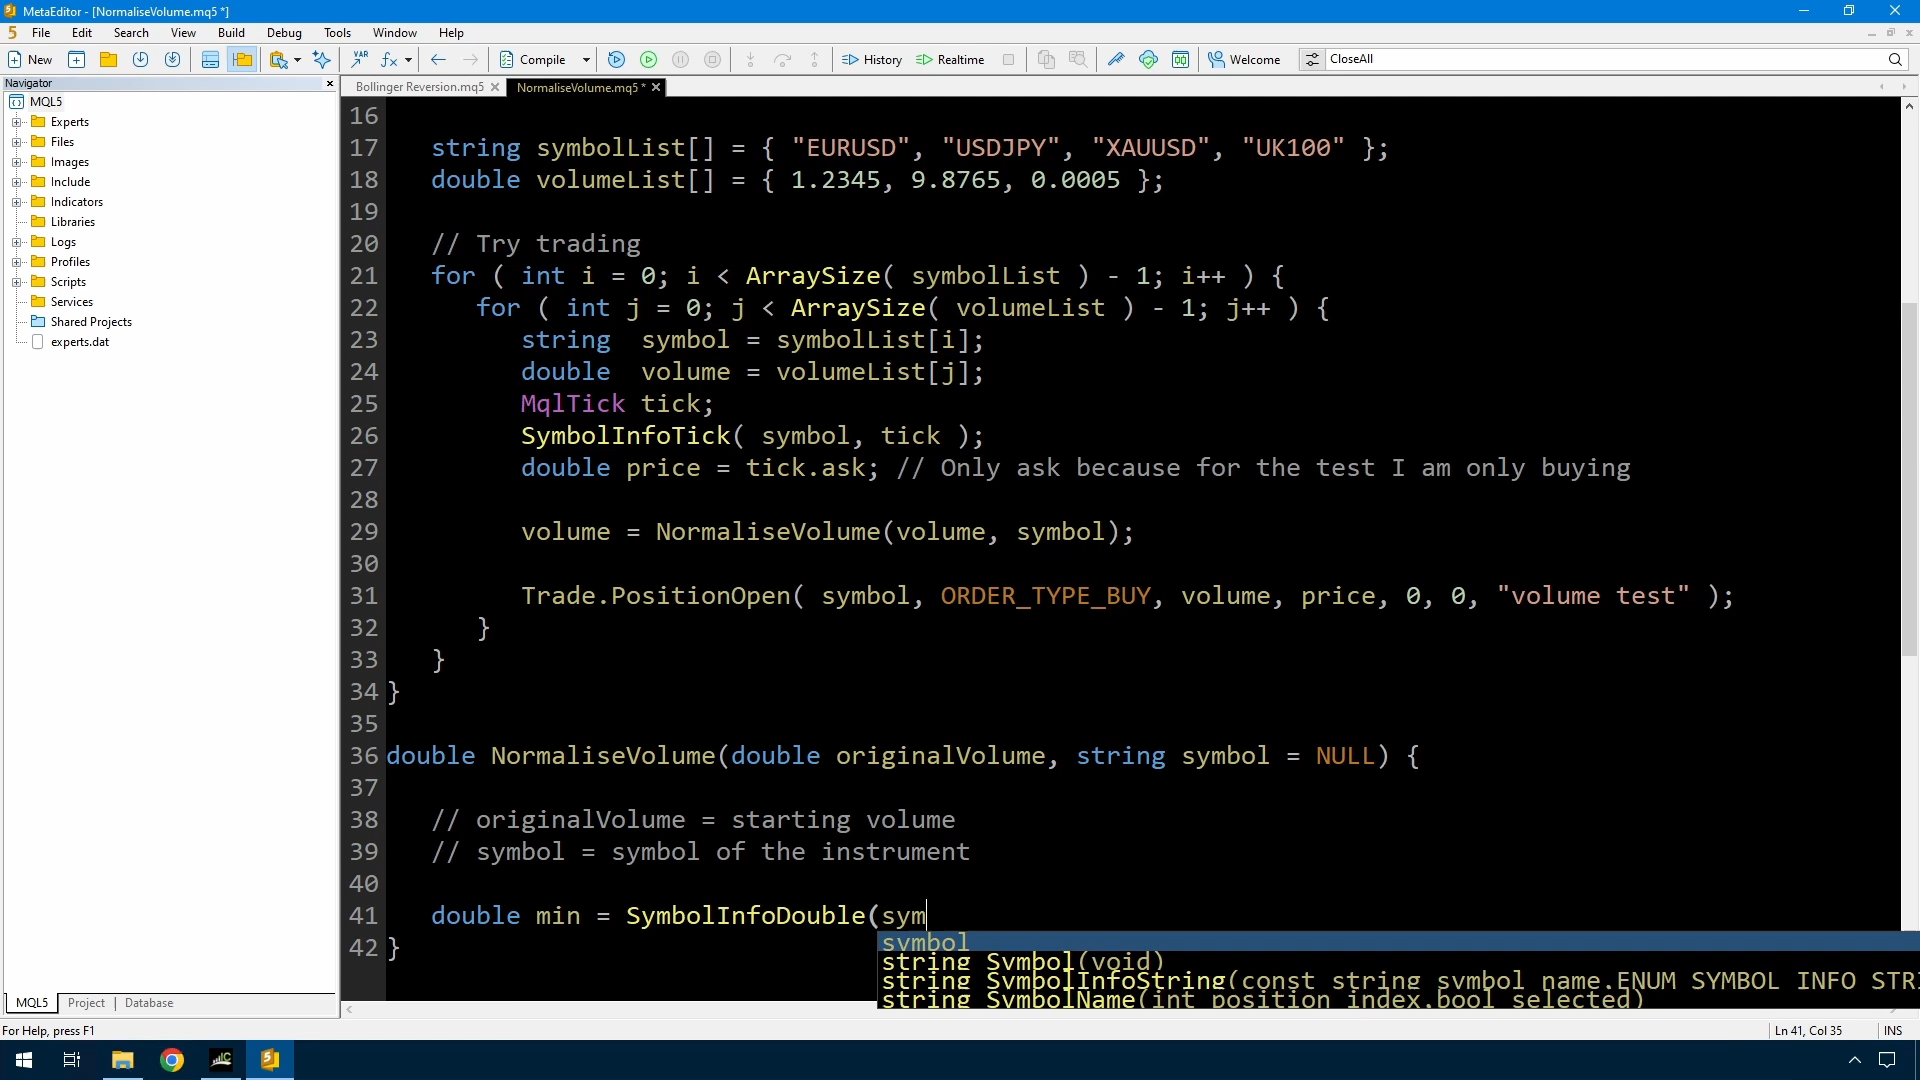 MetaEditor - [NormaliseVolume.mq5 *]
File Edit Search View Build Debug Tools Window Help
New VAR fx Compile History Realtime Welcome CloseAll
Navigator
MQL5
Experts
Files
Images
Include
Indicators
Libraries
Logs
Profiles
Scripts
Services
Shared Projects
experts.dat
MQL5 Project Database
Bollinger Reversion.mq5 NormaliseVolume.mq5 *
16
17 string symbolList[] = { "EURUSD", "USDJPY", "XAUUSD", "UK100" };
18 double volumeList[] = { 1.2345, 9.8765, 0.0005 };
19
20 // Try trading
21 for ( int i = 0; i < ArraySize( symbolList ) - 1; i++ ) {
22 for ( int j = 0; j < ArraySize( volumeList ) - 1; j++ ) {
23 string symbol = symbolList[i];
24 double volume = volumeList[j];
25 MqlTick tick;
26 SymbolInfoTick( symbol, tick );
27 double price = tick.ask; // Only ask because for the test I am only buying
28
29 volume = NormaliseVolume(volume, symbol);
30
31 Trade.PositionOpen( symbol, ORDER_TYPE_BUY, volume, price, 0, 0, "volume test" );
32 }
33 }
34 }
35
36 double NormaliseVolume(double originalVolume, string symbol = NULL) {
37
38 // originalVolume = starting volume
39 // symbol = symbol of the instrument
40
41 double min = SymbolInfoDouble(sym
42 }
symbol
string Symbol(void)
string SymbolInfoString(const string symbol_name,ENUM_SYMBOL_INFO_STRI
string SymbolName(int position_index,bool selected)
For Help, press F1
Ln 41, Col 35 INS